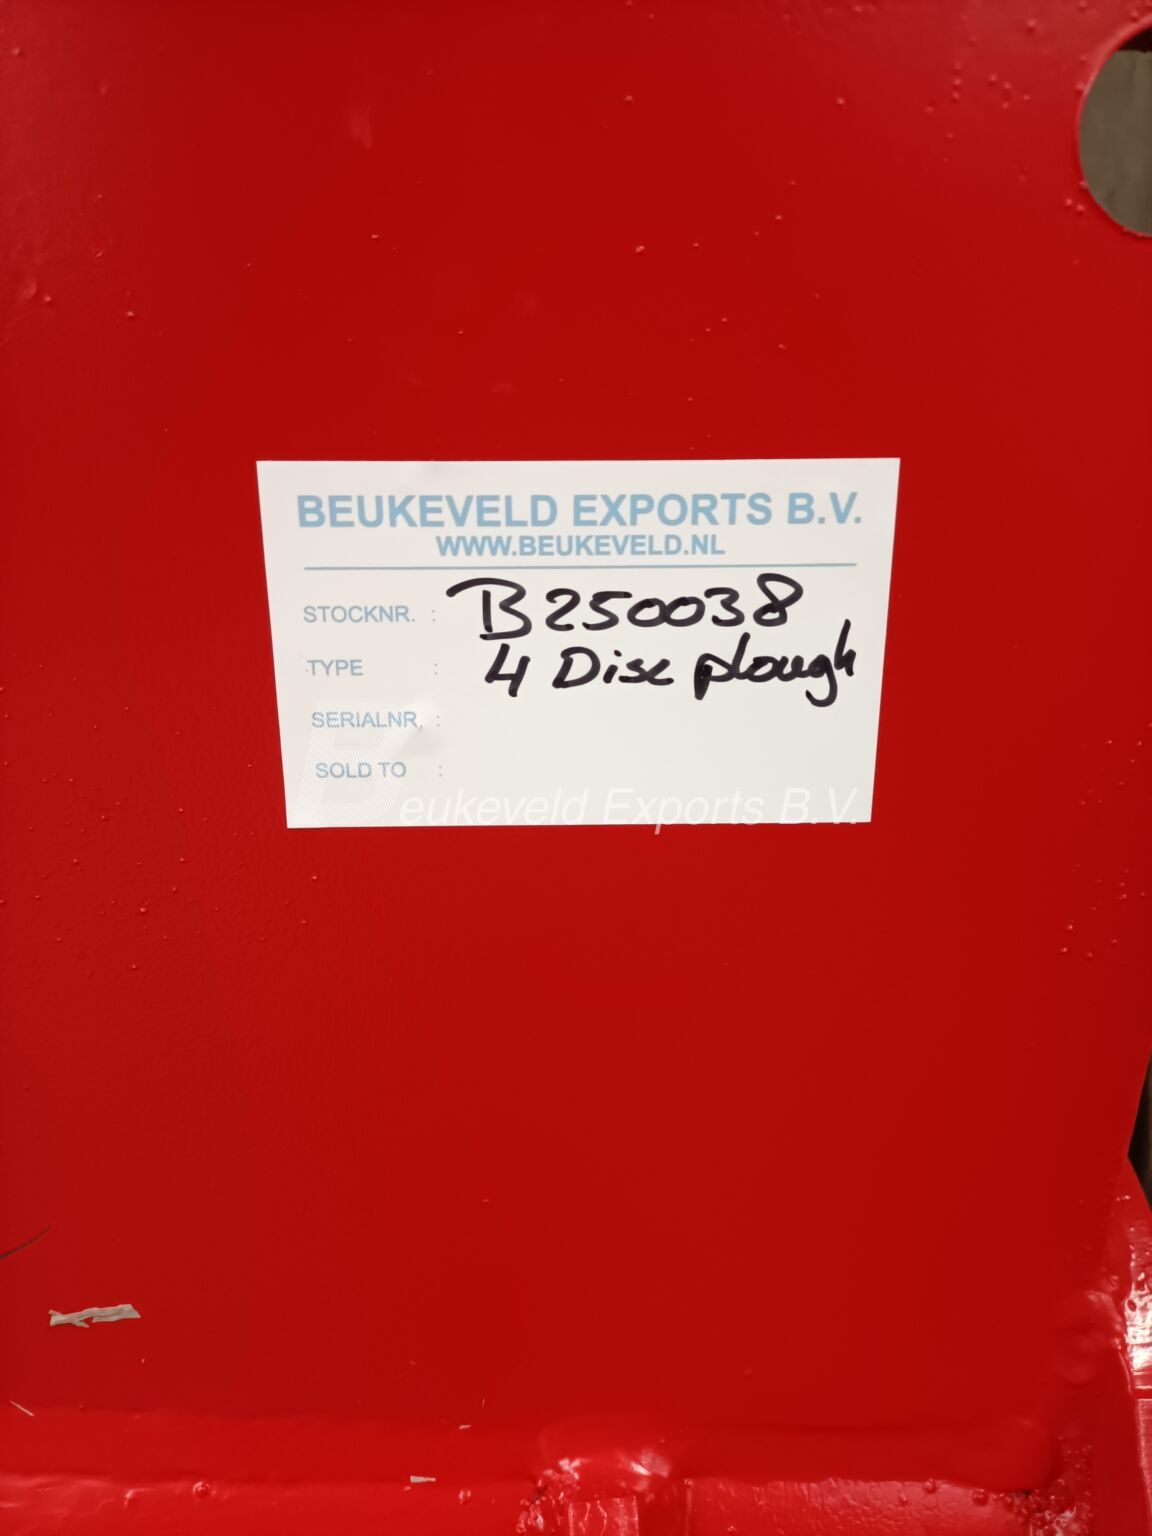 BEUKEVELD EXPORTS B.V.
WWW.BEUKEVELD.NL
STOCKNR. : B250038
TYPE : 4 Disc plough
SERIALNR. :
SOLD TO :
Beukeveld Exports B.V.